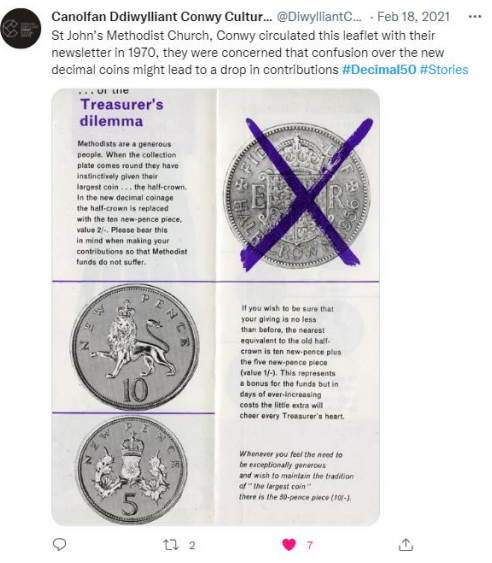 Canolfan Ddiwylliant Conwy Cultur... @DiwylliantC... · Feb 18, 2021
St John's Methodist Church, Conwy circulated this leaflet with their
newsletter in 1970, they were concerned that confusion over the new
decimal coins might lead to a drop in contributions #Decimal50 #Stories
... or the
Treasurer's
dilemma
Methodists are a generous
people. When the collection
plate comes round they have
instinctively given their
largest coin ... the half-crown.
In the new decimal coinage
the half-crown is replaced
with the ten new-pence piece,
value 2/-. Please bear this
in mind when making your
contributions so that Methodist
funds do not suffer.
E R
HALF CROWN 1956
NEW PENCE
10
If you wish to be sure that
your giving is no less
than before, the nearest
equivalent to the old half-
crown is ten new-pence plus
the five new-pence piece
(value 1/-). This represents
a bonus for the funds but in
days of ever-increasing
costs the little extra will
cheer every Treasurer's heart.
NEW PENCE
5
Whenever you feel the need to
be exceptionally generous
and wish to maintain the tradition
of "the largest coin"
there is the 50-pence piece (10/-).
2
7